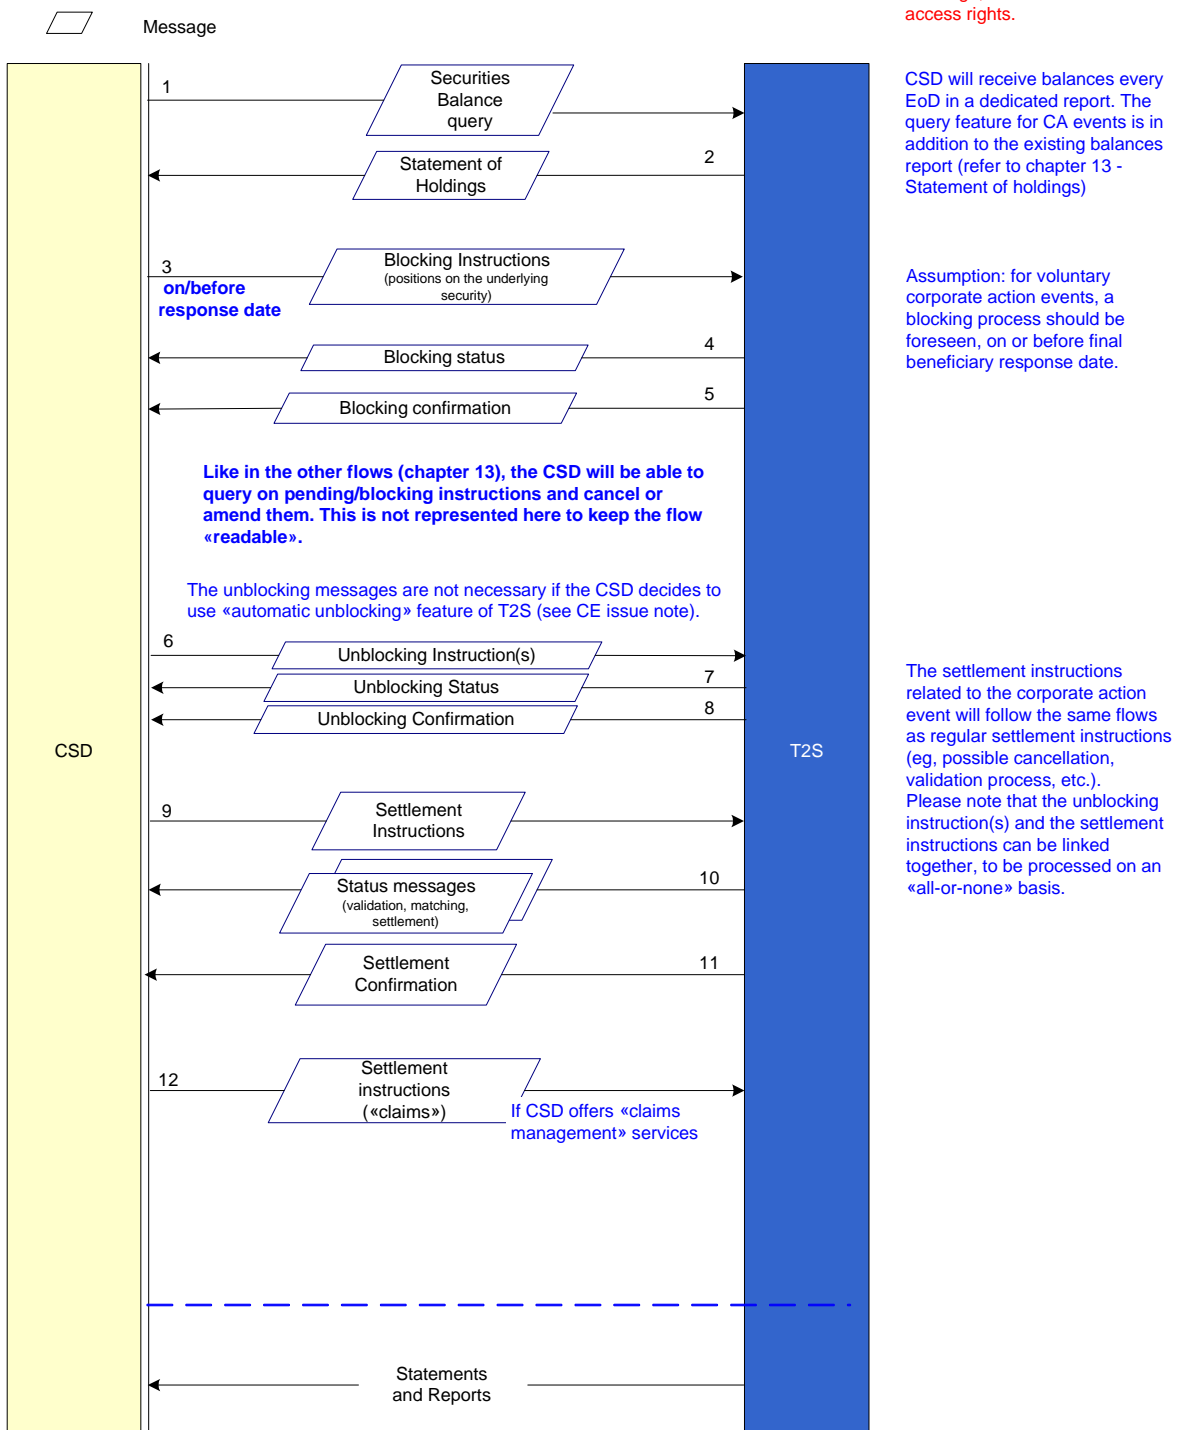 access rights.
Message
1
Securities
Balance
query
CSD will receive balances every
EoD in a dedicated report. The
query feature for CA events is in
addition to the existing balances
report (refer to chapter 13 -
Statement of holdings)
Statement of
Holdings
2
3
on/before
response date
Blocking Instructions
(positions on the underlying
security)
Assumption: for voluntary
corporate action events, a
blocking process should be
foreseen, on or before final
beneficiary response date.
Blocking status
4
Blocking confirmation
5
Like in the other flows (chapter 13), the CSD will be able to
query on pending/blocking instructions and cancel or
amend them. This is not represented here to keep the flow
«readable».
The unblocking messages are not necessary if the CSD decides to
use «automatic unblocking» feature of T2S (see CE issue note).
6
Unblocking Instruction(s)
Unblocking Status
7
Unblocking Confirmation
8
CSD
T2S
The settlement instructions
related to the corporate action
event will follow the same flows
as regular settlement instructions
(eg, possible cancellation,
validation process, etc.).
Please note that the unblocking
instruction(s) and the settlement
instructions can be linked
together, to be processed on an
«all-or-none» basis.
9
Settlement
Instructions
Status messages
(validation, matching,
settlement)
10
Settlement
Confirmation
11
12
Settlement
instructions
(«claims»)
If CSD offers «claims
management» services
Statements
and Reports